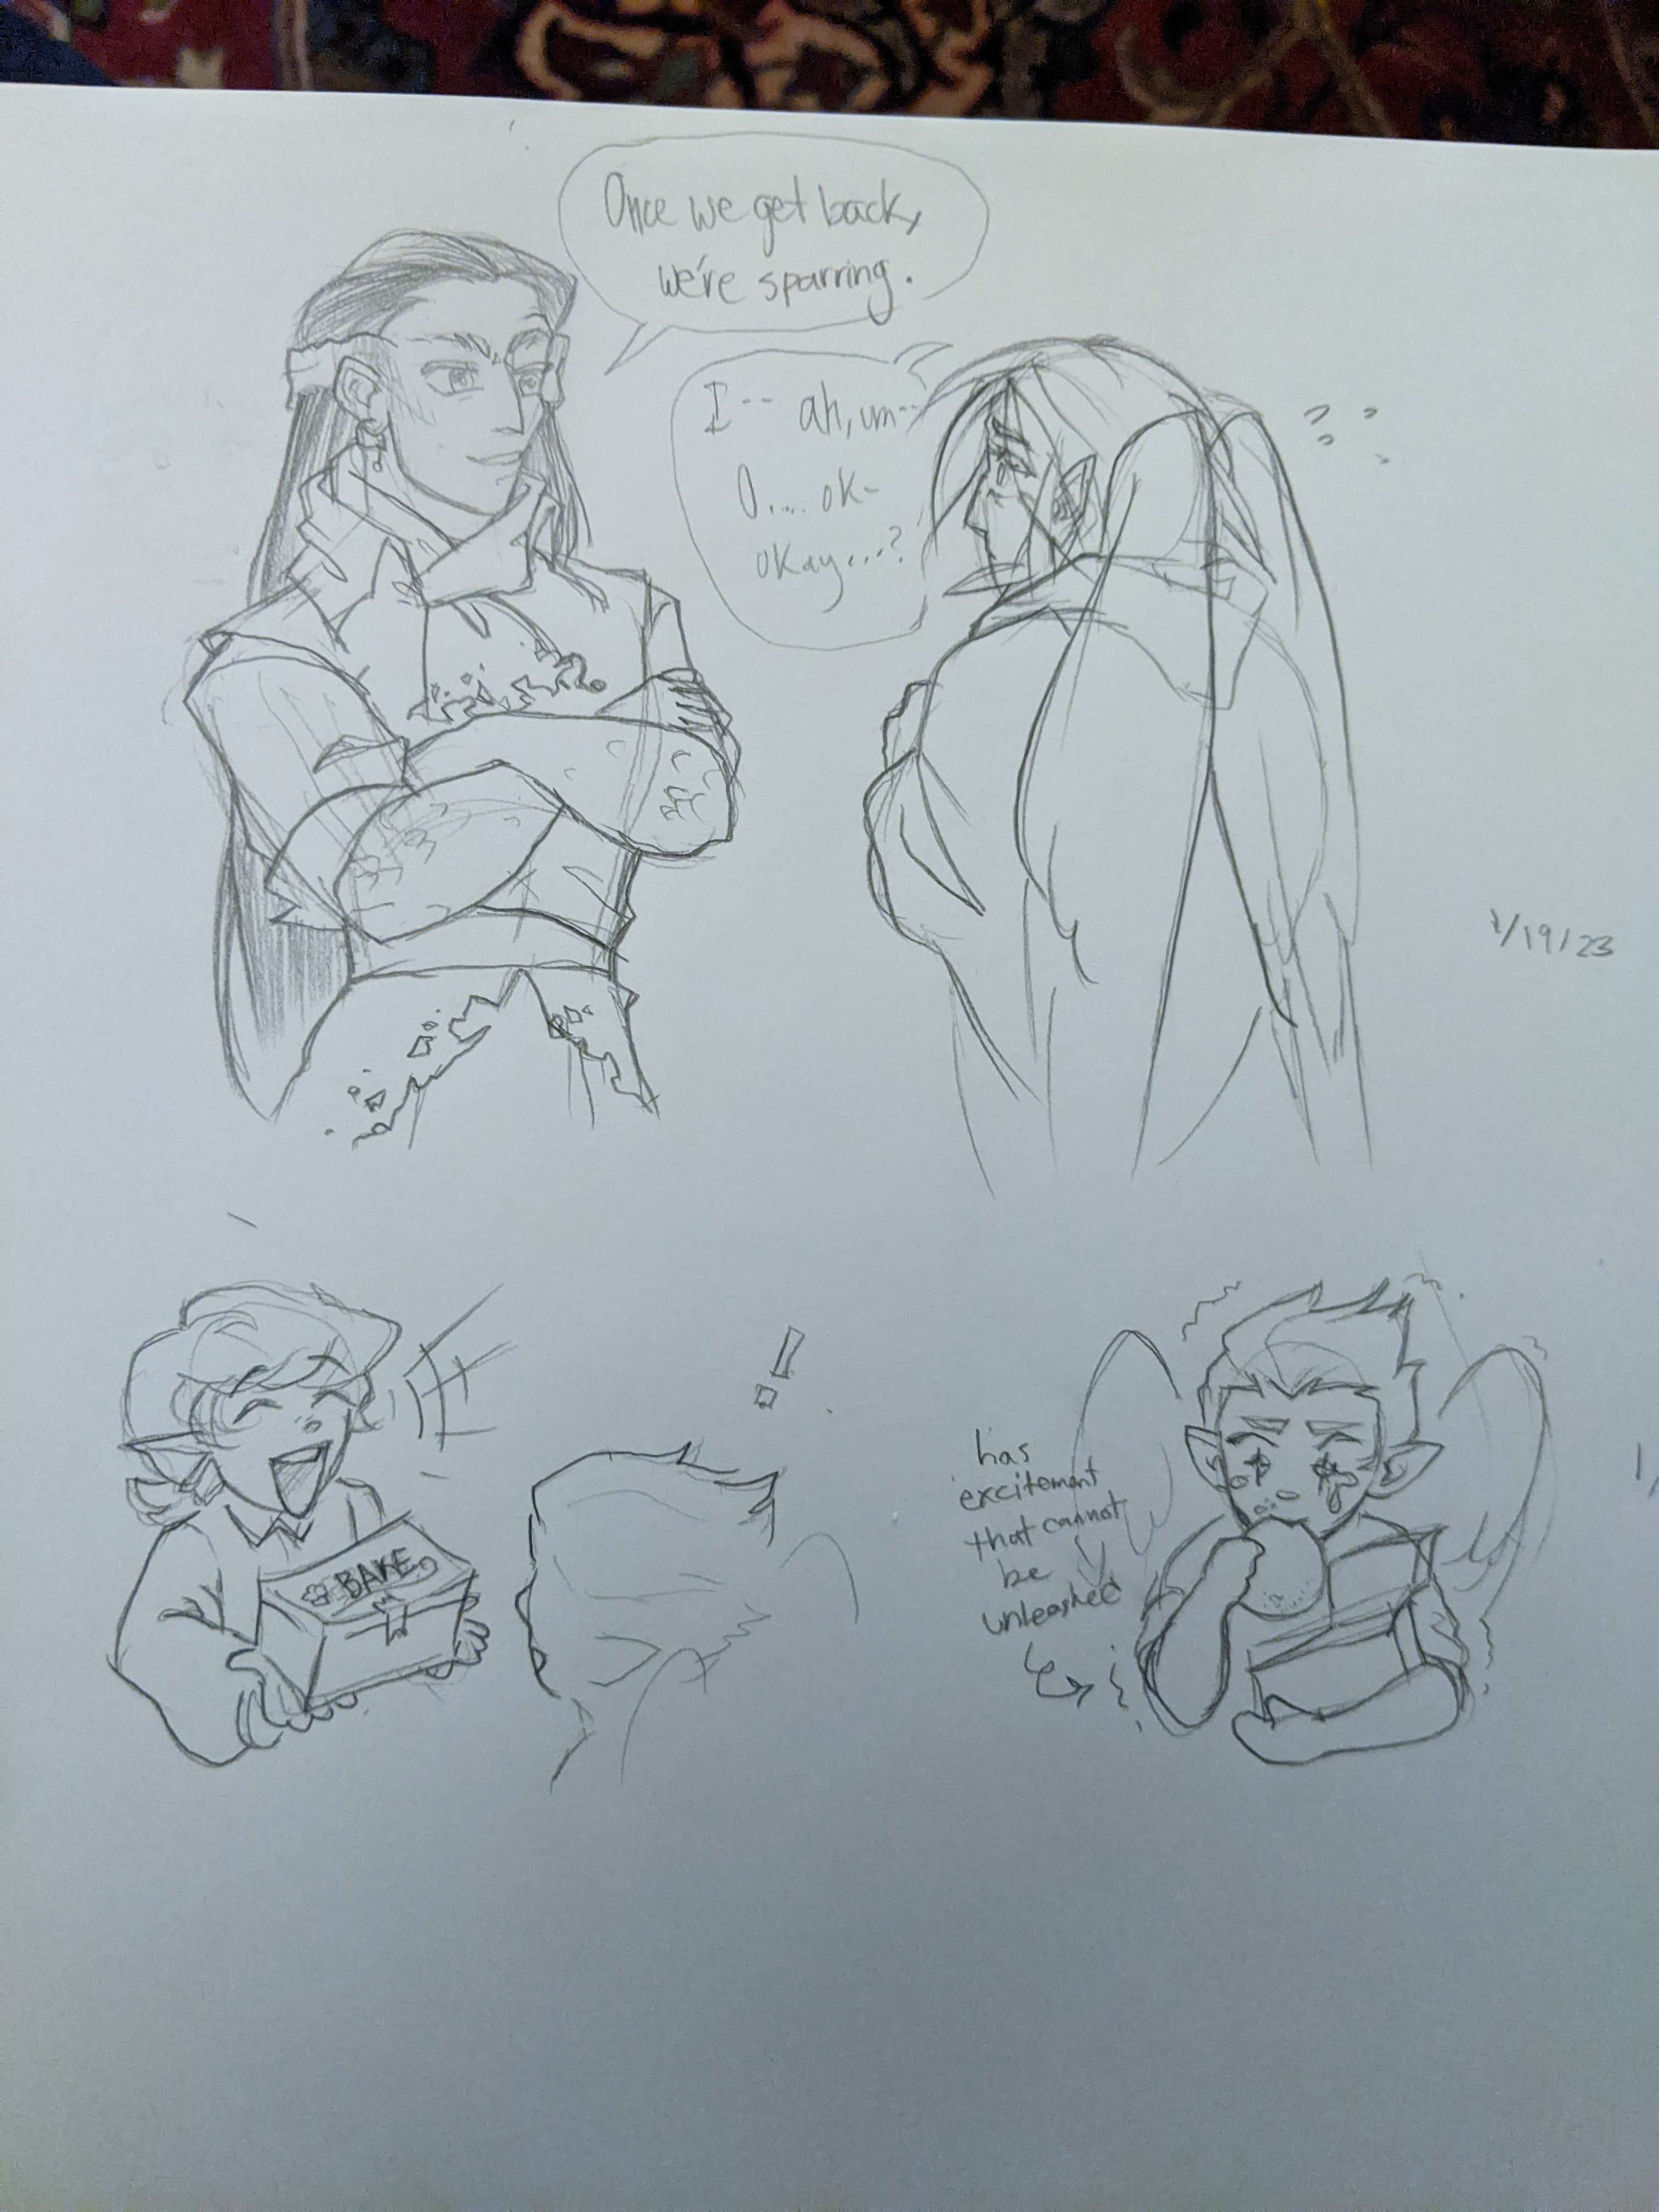 Once we get back,
we're sparring.
I-- ah, um--
O.... ok-
okay....?
1/19/23
!
BAKE
has
excitement
that cannot
be
unleashed